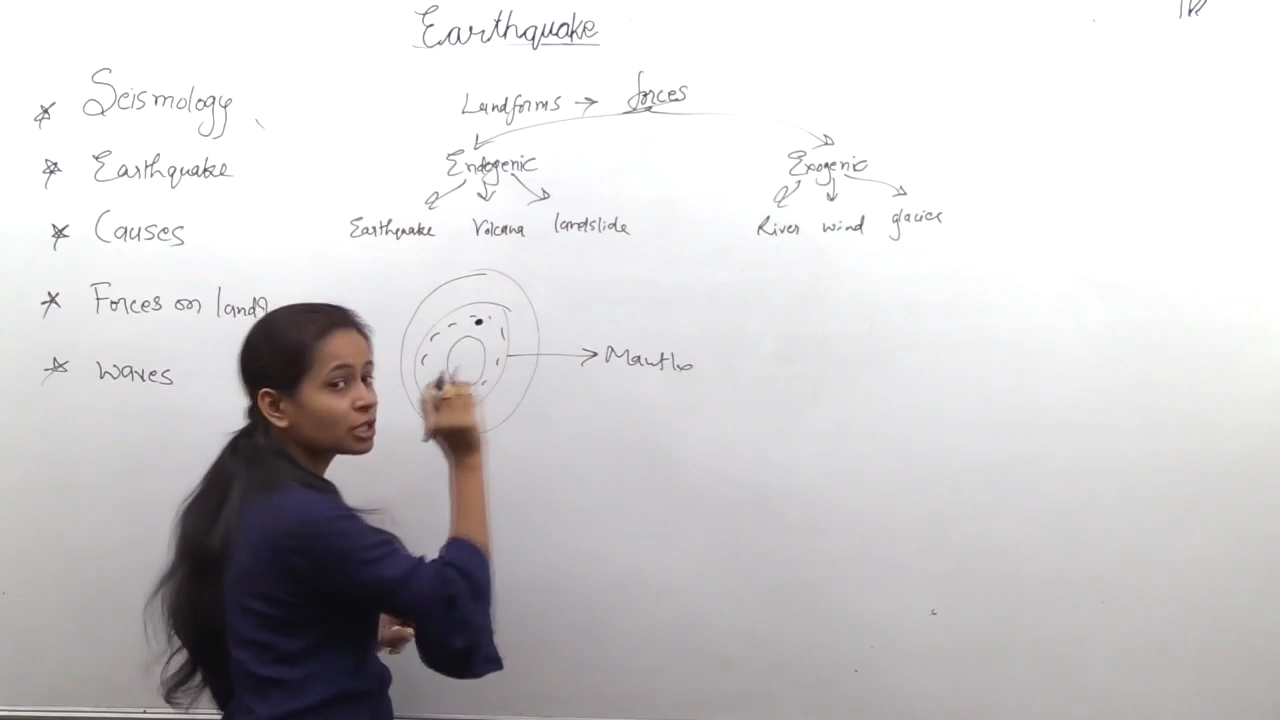 Earthquake
* Seismology
* Earthquake
* Causes
* Forces on land
* Waves
Landforms → forces
Endogenic Exogenic
Earthquake Volcano landslide River wind glacier
Mantle